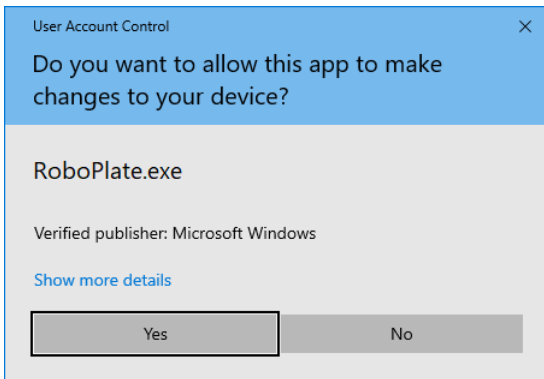 User Account Control
Do you want to allow this app to make
changes to your device?
RoboPlate.exe
Verified publisher: Microsoft Windows
Show more details
Yes
No